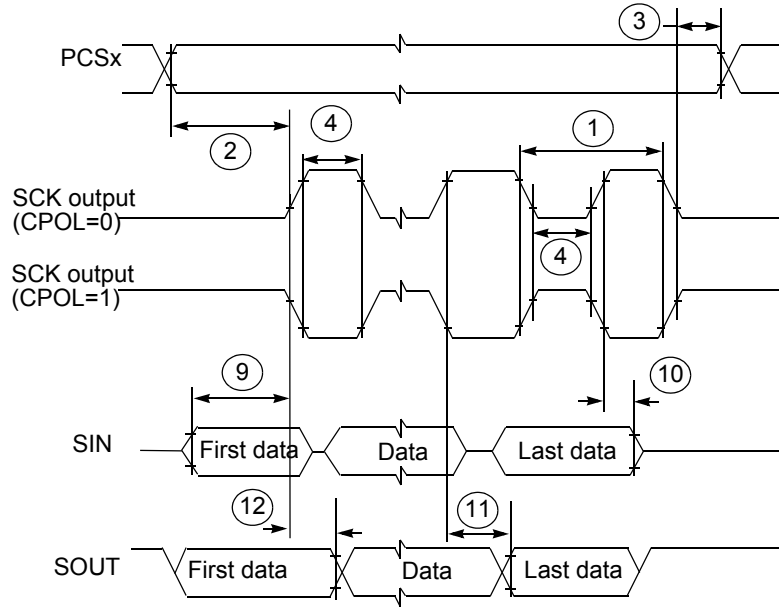 3
PCSx
2
4
1
SCK output
(CPOL=0)
4
SCK output
(CPOL=1)
9
10
SIN
First data
Data
Last data
12
11
SOUT
First data
Data
Last data